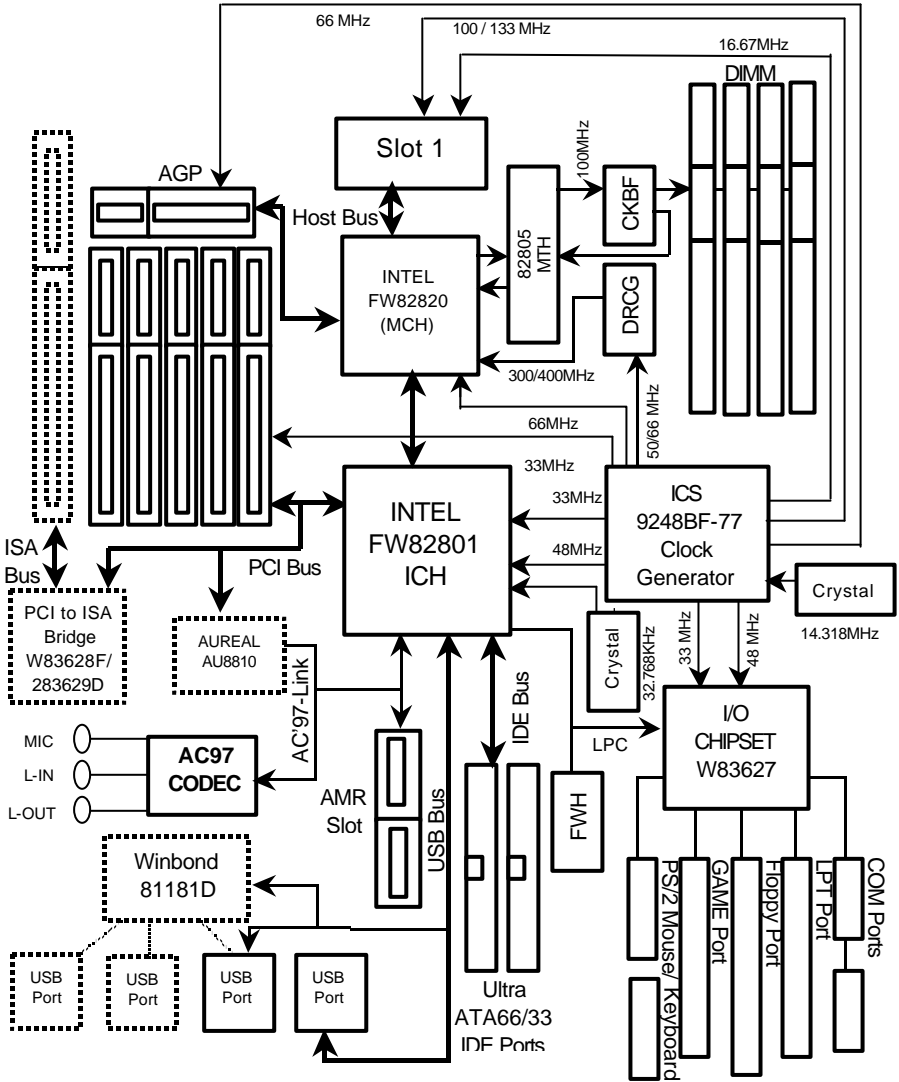 66 MHz
100 / 133 MHz
16.67MHz
DIMM
Slot 1
AGP
Host Bus
100MHz
CKBF
82805
MTH
INTEL
FW82820
(MCH)
DRCG
300/400MHz
50/66 MHz
66MHz
33MHz
INTEL
FW82801
ICH
33MHz
48MHz
ICS
9248BF-77
Clock
Generator
Crystal
14.318MHz
ISA
Bus
PCI Bus
PCI to ISA
Bridge
W83628F/
283629D
AUREAL
AU8810
AC'97-Link
Crystal
32.768KHz
33 MHz
48 MHz
IDE Bus
LPC
I/O
CHIPSET
W83627
MIC
L-IN
L-OUT
AC97
CODEC
AMR
Slot
USB Bus
FWH
Winbond
81181D
USB
Port
USB
Port
USB
Port
USB
Port
Ultra
ATA66/33
IDE Ports
PS/2 Mouse/ Keyboard
GAME Port
Floppy Port
LPT Port
COM Ports